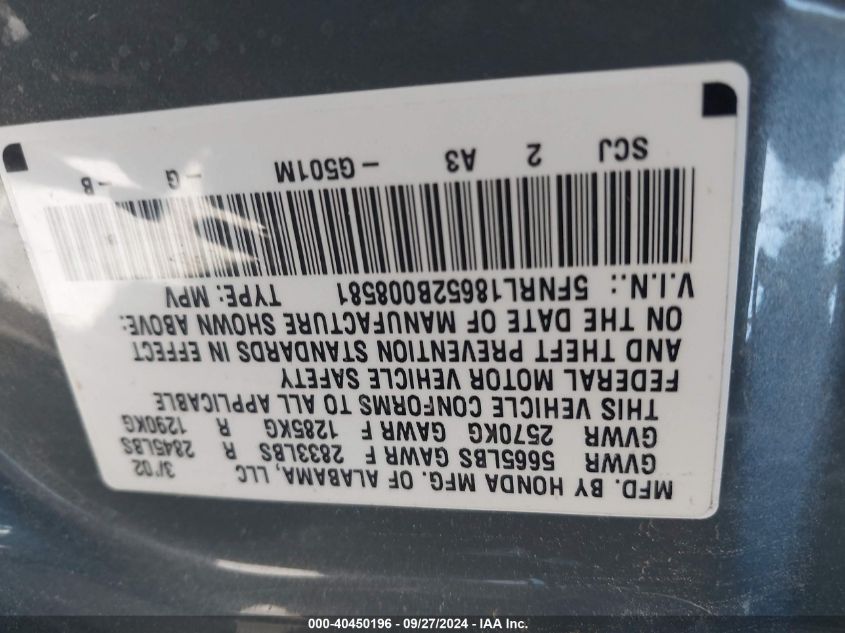 MFD. BY HONDA MFG. OF ALABAMA, LLC 3/02
GVWR 5665LBS GAWR F 2833LBS R 2845LBS
GVWR 2570KG GAWR F 1285KG R 1290KG
THIS VEHICLE CONFORMS TO ALL APPLICABLE
FEDERAL MOTOR VEHICLE SAFETY
AND THEFT PREVENTION STANDARDS IN EFFECT
ON THE DATE OF MANUFACTURE SHOWN ABOVE.
V.I.N.: 5FNRL18652B008581 TYPE: MPV
SCJ 2 A3 -G501M -G -B
000-40450196 - 09/27/2024 - IAA Inc.